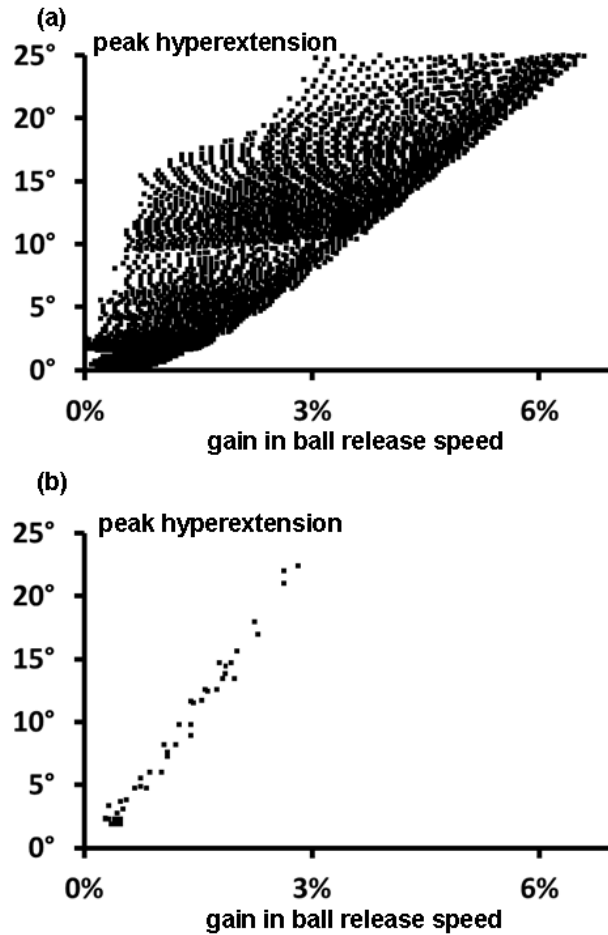 (a)
peak hyperextension
25°
20°
15°
10°
5°
0°
0% 3% 6%
gain in ball release speed
(b)
peak hyperextension
25°
20°
15°
10°
5°
0°
0% 3% 6%
gain in ball release speed